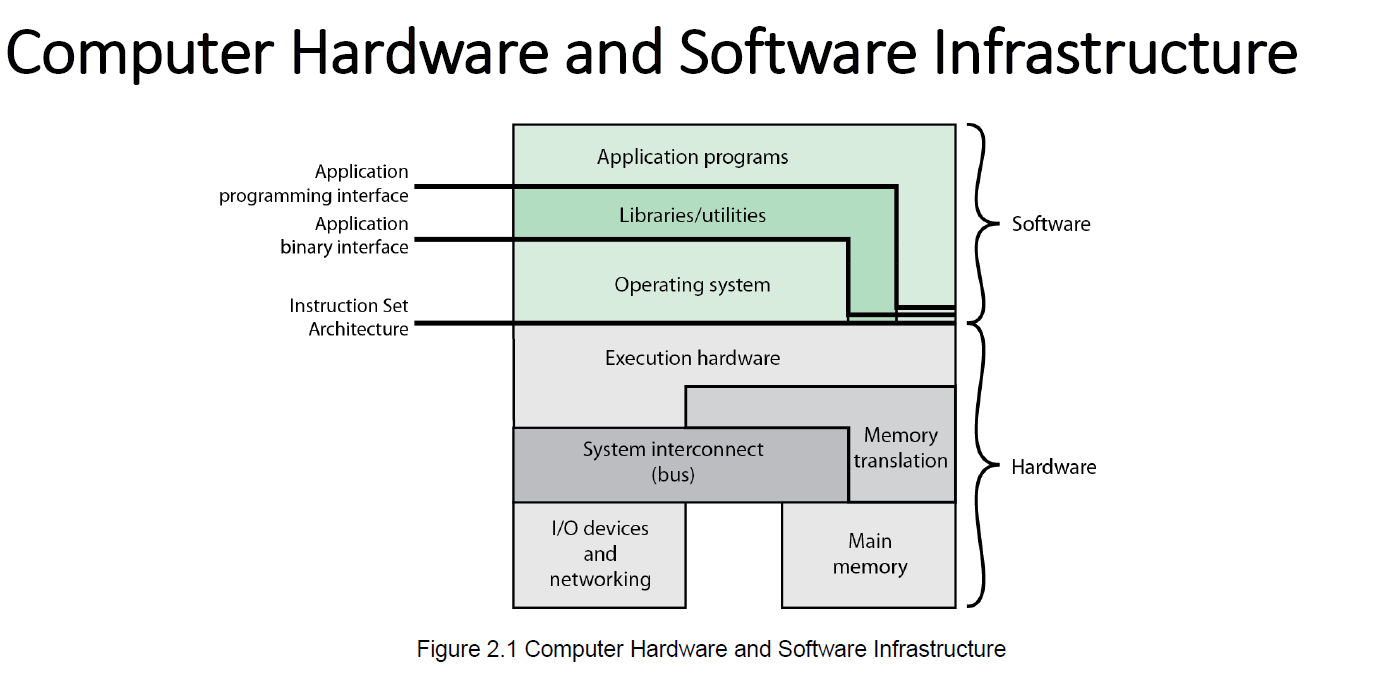 Computer Hardware and Software Infrastructure
Application programs
Application
programming interface
Libraries/utilities
Application
binary interface
Software
Operating system
Instruction Set
Architecture
Execution hardware
Memory
translation
System interconnect
(bus)
Hardware
I/O devices
and
networking
Main
memory
Figure 2.1 Computer Hardware and Software Infrastructure